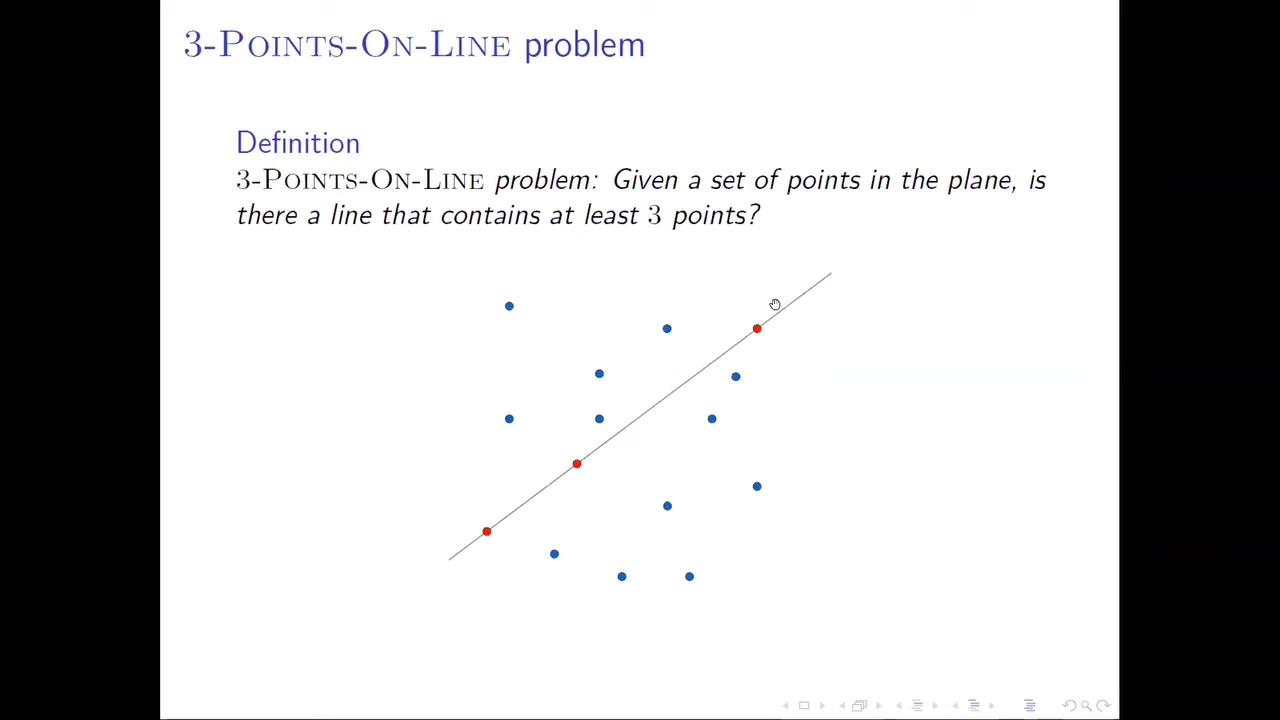 3-Points-On-Line problem
Definition
3-Points-On-Line problem: Given a set of points in the plane, is
there a line that contains at least 3 points?